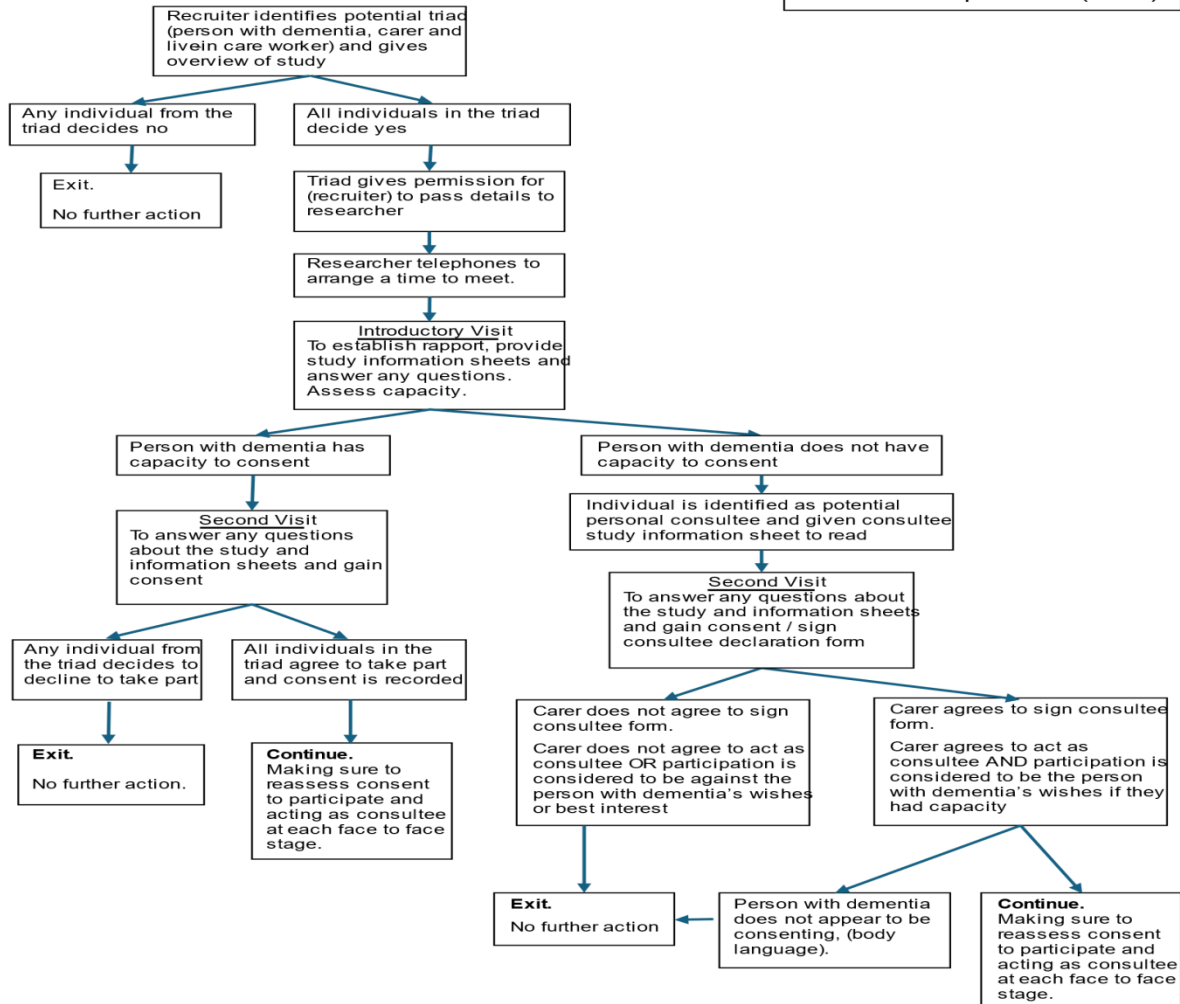 Recruiter identifies potential triad
(person with dementia, carer and
livein care worker) and gives
overview of study
Any individual from the
triad decides no
All individuals in the triad
decide yes
Exit.
No further action
Triad gives permission for
(recruiter) to pass details to
researcher
Researcher telephones to
arrange a time to meet.
Introductory Visit
To establish rapport, provide
study information sheets and
answer any questions.
Assess capacity.
Person with dementia has
capacity to consent
Person with dementia does not have
capacity to consent
Individual is identified as potential
personal consultee and given consultee
study information sheet to read
Second Visit
To answer any questions
about the study and
information sheets and gain
consent
Second Visit
To answer any questions about
the study and information sheets
and gain consent / sign
consultee declaration form
Any individual from
the triad decides to
decline to take part
All individuals in the
triad agree to take part
and consent is recorded
Exit.
No further action.
Continue.
Making sure to
reassess consent
to participate and
acting as consultee
at each face to face
stage.
Carer does not agree to sign
consultee form.
Carer does not agree to act as
consultee OR participation is
considered to be against the
person with dementia's wishes
or best interest
Carer agrees to sign consultee
form.
Carer agrees to act as
consultee AND participation is
considered to be the person
with dementia's wishes if they
had capacity
Exit.
No further action
Person with dementia
does not appear to be
consenting, (body
language).
Continue.
Making sure to
reassess consent
to participate and
acting as consultee
at each face to face
stage.